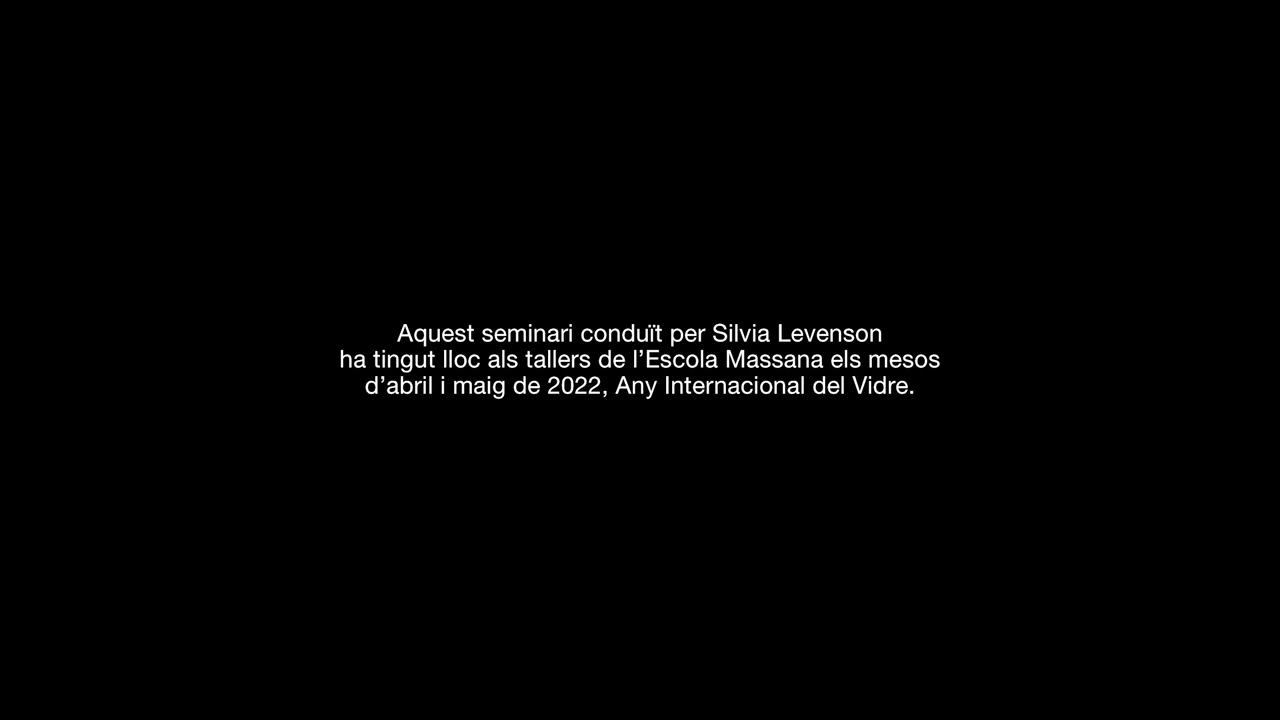 Aquest seminari conduït per Silvia Levenson
ha tingut lloc als tallers de l’Escola Massana els mesos
d’abril i maig de 2022, Any Internacional del Vidre.